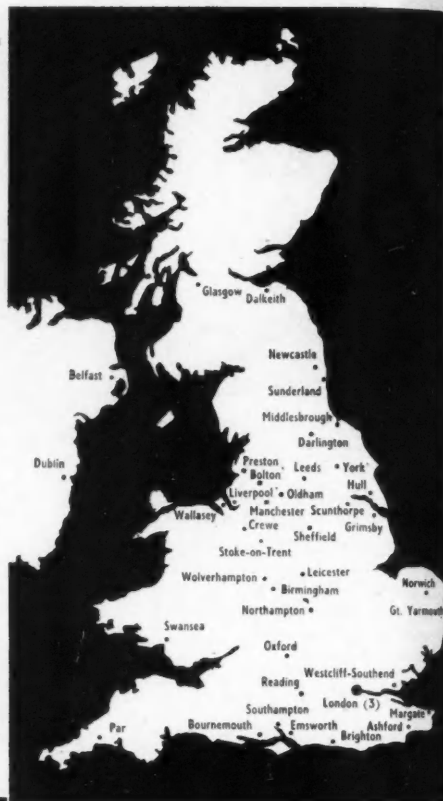 Glasgow Dalkeith
Newcastle
Belfast
Sunderland
Middlesbrough
Darlington
Dublin
Preston Leeds York
Bolton Hull
Liverpool Oldham
Wallasey Manchester Scunthorpe
Crewe Grimsby
Sheffield
Stoke-on-Trent
Leicester
Wolverhampton Norwich
Birmingham
Northampton Gt. Yarmouth
Swansea
Oxford
Westcliff-Southend
Reading
London (3)
Southampton Margate
Par Bournemouth Emsworth Ashford
Brighton